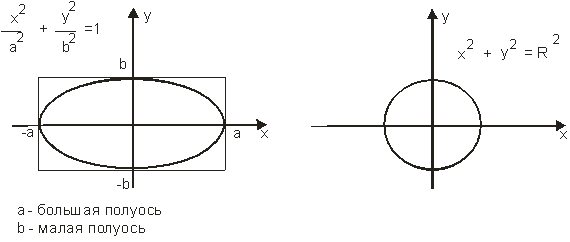 x²/a² + y²/b² =1
y
b
-a
a
x
-b
a - большая полуось
b - малая полуось
y
x² + y² = R²
x